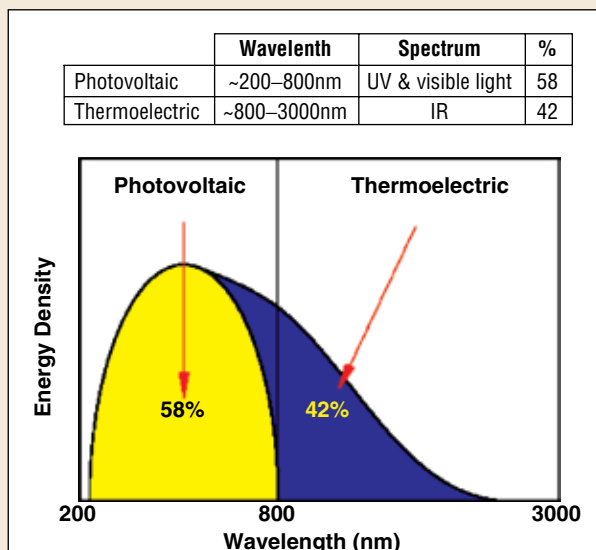 Wavelenth Spectrum %
Photovoltaic ~200–800nm UV & visible light 58
Thermoelectric ~800–3000nm IR 42
Photovoltaic Thermoelectric
Energy Density
58% 42%
200 800 3000
Wavelength (nm)